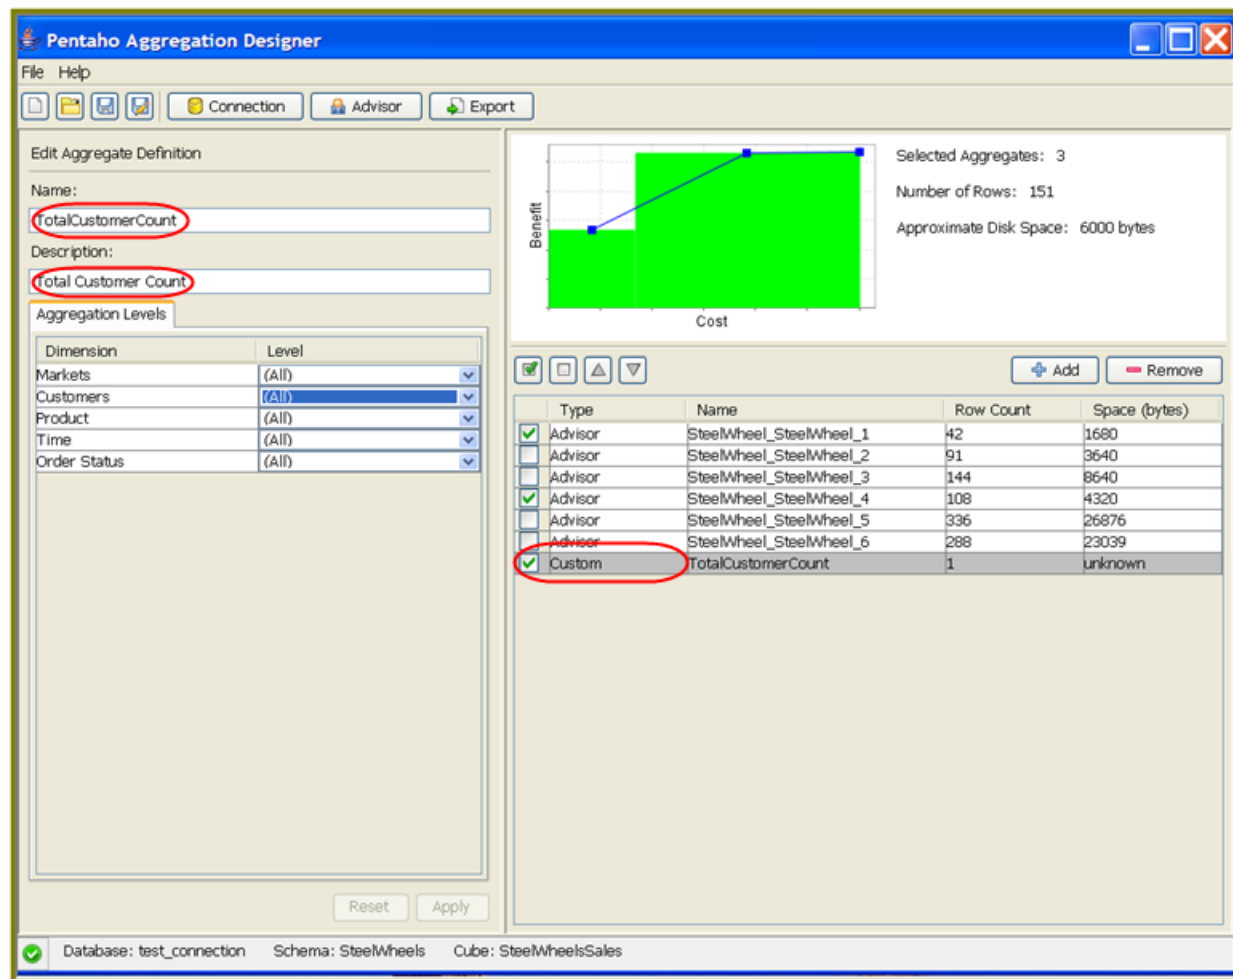 Pentaho Aggregation Designer
File Help
Connection Advisor Export
Edit Aggregate Definition
Name:
TotalCustomerCount
Description:
Total Customer Count
Aggregation Levels
Dimension Level
Markets (All)
Customers (All)
Product (All)
Time (All)
Order Status (All)
Reset Apply
Benefit
Cost
Selected Aggregates: 3
Number of Rows: 151
Approximate Disk Space: 6000 bytes
Add Remove
Type Name Row Count Space (bytes)
Advisor SteelWheel_SteelWheel_1 42 1680
Advisor SteelWheel_SteelWheel_2 91 3640
Advisor SteelWheel_SteelWheel_3 144 8640
Advisor SteelWheel_SteelWheel_4 108 4320
Advisor SteelWheel_SteelWheel_5 336 26876
Advisor SteelWheel_SteelWheel_6 288 23039
Custom TotalCustomerCount 1 unknown
Database: test_connection Schema: SteelWheels Cube: SteelWheelsSales